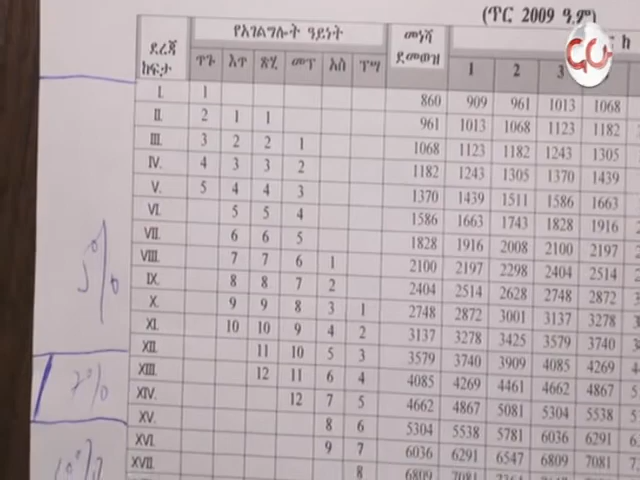 (ጥር 2009 ዓ.ም)
ደረጃ የአገልግሎት ዓይነት መነሻ ከ
ከፍታ ጥጉ እጥ ጽሂ መፕ አስ ፕሣ ደመወዝ 1 2 3
I. 1 860 909 961 1013 1068
II. 2 1 1 961 1013 1068 1123 1182
III. 3 2 2 1 1068 1123 1182 1243 1305
IV. 4 3 3 2 1182 1243 1305 1370 1439
V. 5 4 4 3 1370 1439 1511 1586 1663
VI. 5 5 4 1586 1663 1743 1828 1916
VII. 6 6 5 1828 1916 2008 2100 2197
VIII. 7 7 6 1 2100 2197 2298 2404 2514
IX. 8 8 7 2 2404 2514 2628 2748 2872
X. 9 9 8 3 1 2748 2872 3001 3137 3278
XI. 10 10 9 4 2 3137 3278 3425 3579 3740
XII. 11 10 5 3 3579 3740 3909 4085 4269
XIII. 12 11 6 4 4085 4269 4461 4662 4867
XIV. 12 7 5 4662 4867 5081 5304 5538
XV. 8 6 5304 5538 5781 6036 6291
XVI. 9 7 6036 6291 6547 6809 7081
XVII. 8 6809 7081
5%
7%
10%